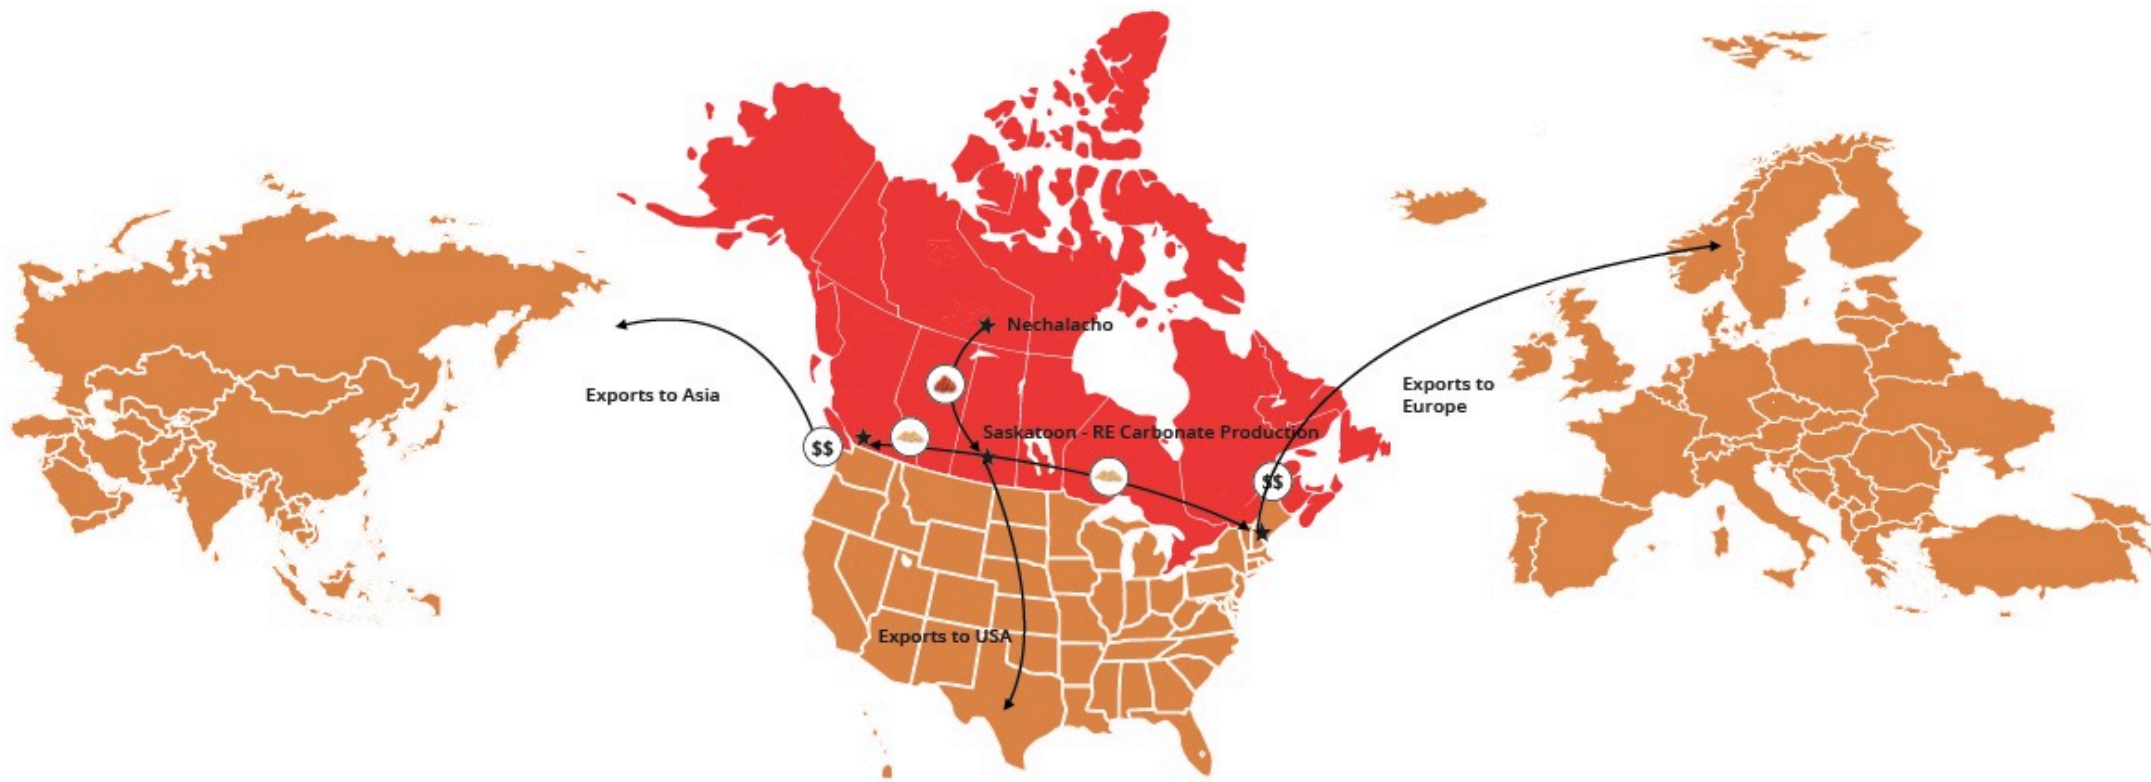 Nechalacho
Exports to Asia
Exports to
Europe
Saskatoon - RE Carbonate Production
$$
$$
Exports to USA